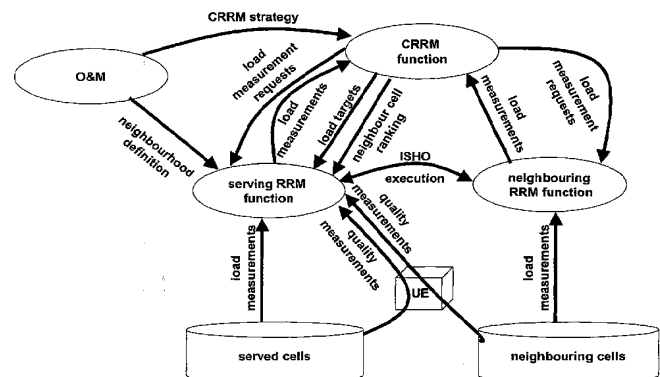 CRRM strategy
O&M
CRRM
function
load
measurement
requests
load
measurements
load targets
neighbour cell
ranking
load
measurements
load
measurement
requests
neighbourhood
definition
ISHO
execution
serving RRM
function
neighbouring
RRM function
quality
measurements
quality
measurements
load
measurements
UE
load
measurements
served cells
neighbouring cells